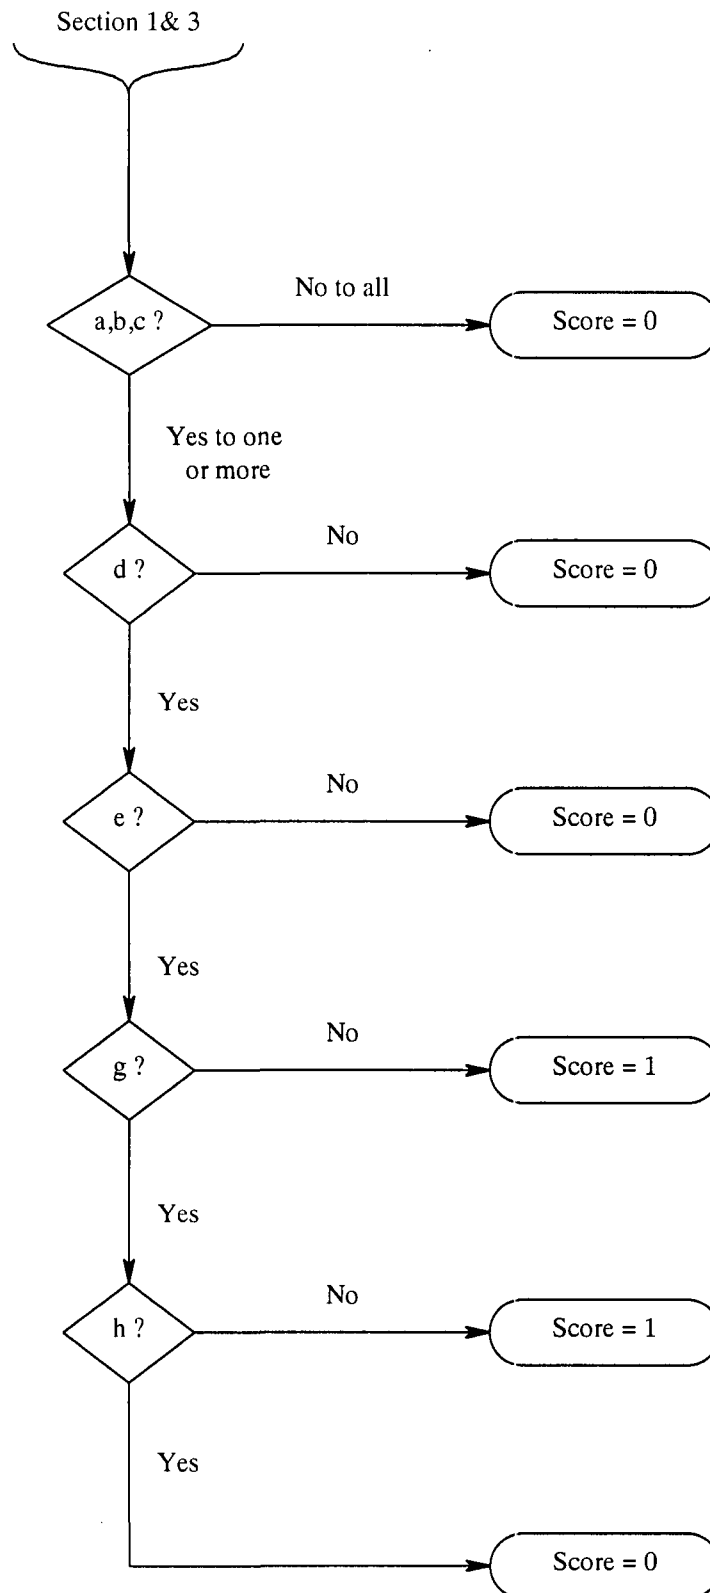 Section 1& 3
No to all
a,b,c ?
Score = 0
Yes to one
or more
No
d ?
Score = 0
Yes
No
e ?
Score = 0
Yes
No
g ?
Score = 1
Yes
No
h ?
Score = 1
Yes
Score = 0